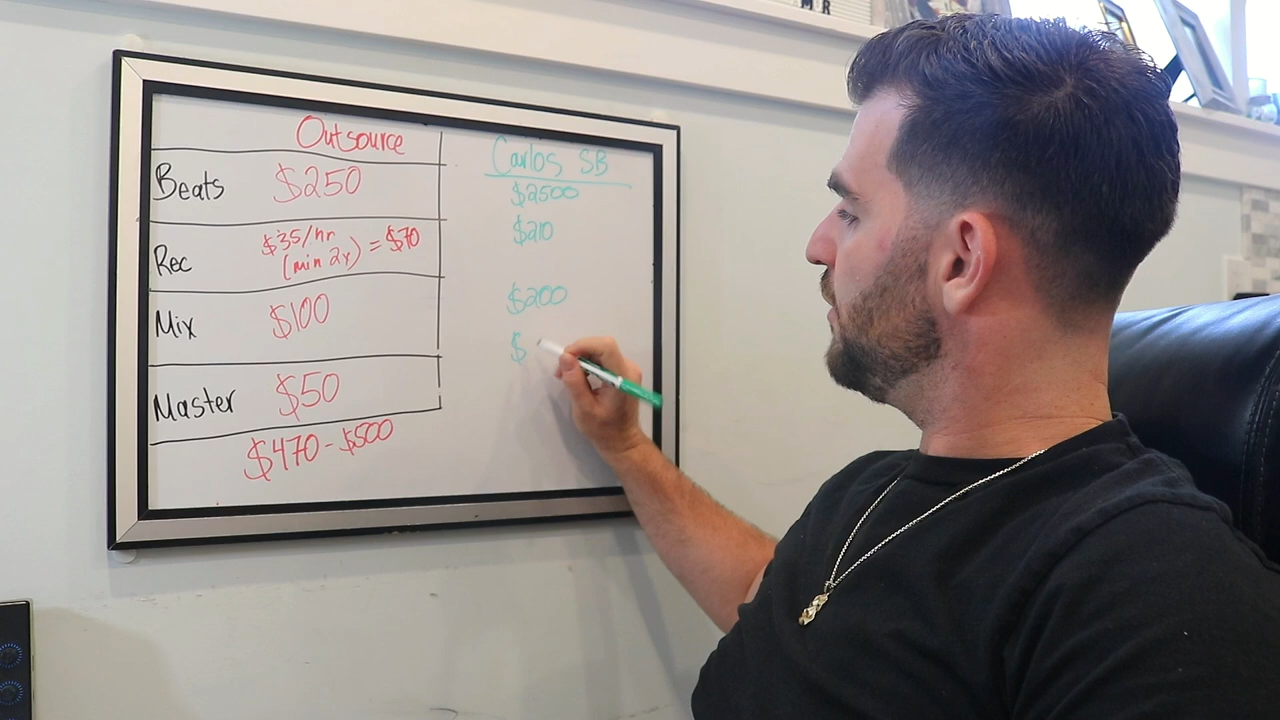 Outsource
Beats $250
Rec $35/hr (min 2x) = $70
Mix $100
Master $50
$470 - $500
Carlos SB
$2500
$210
$200
$
M R